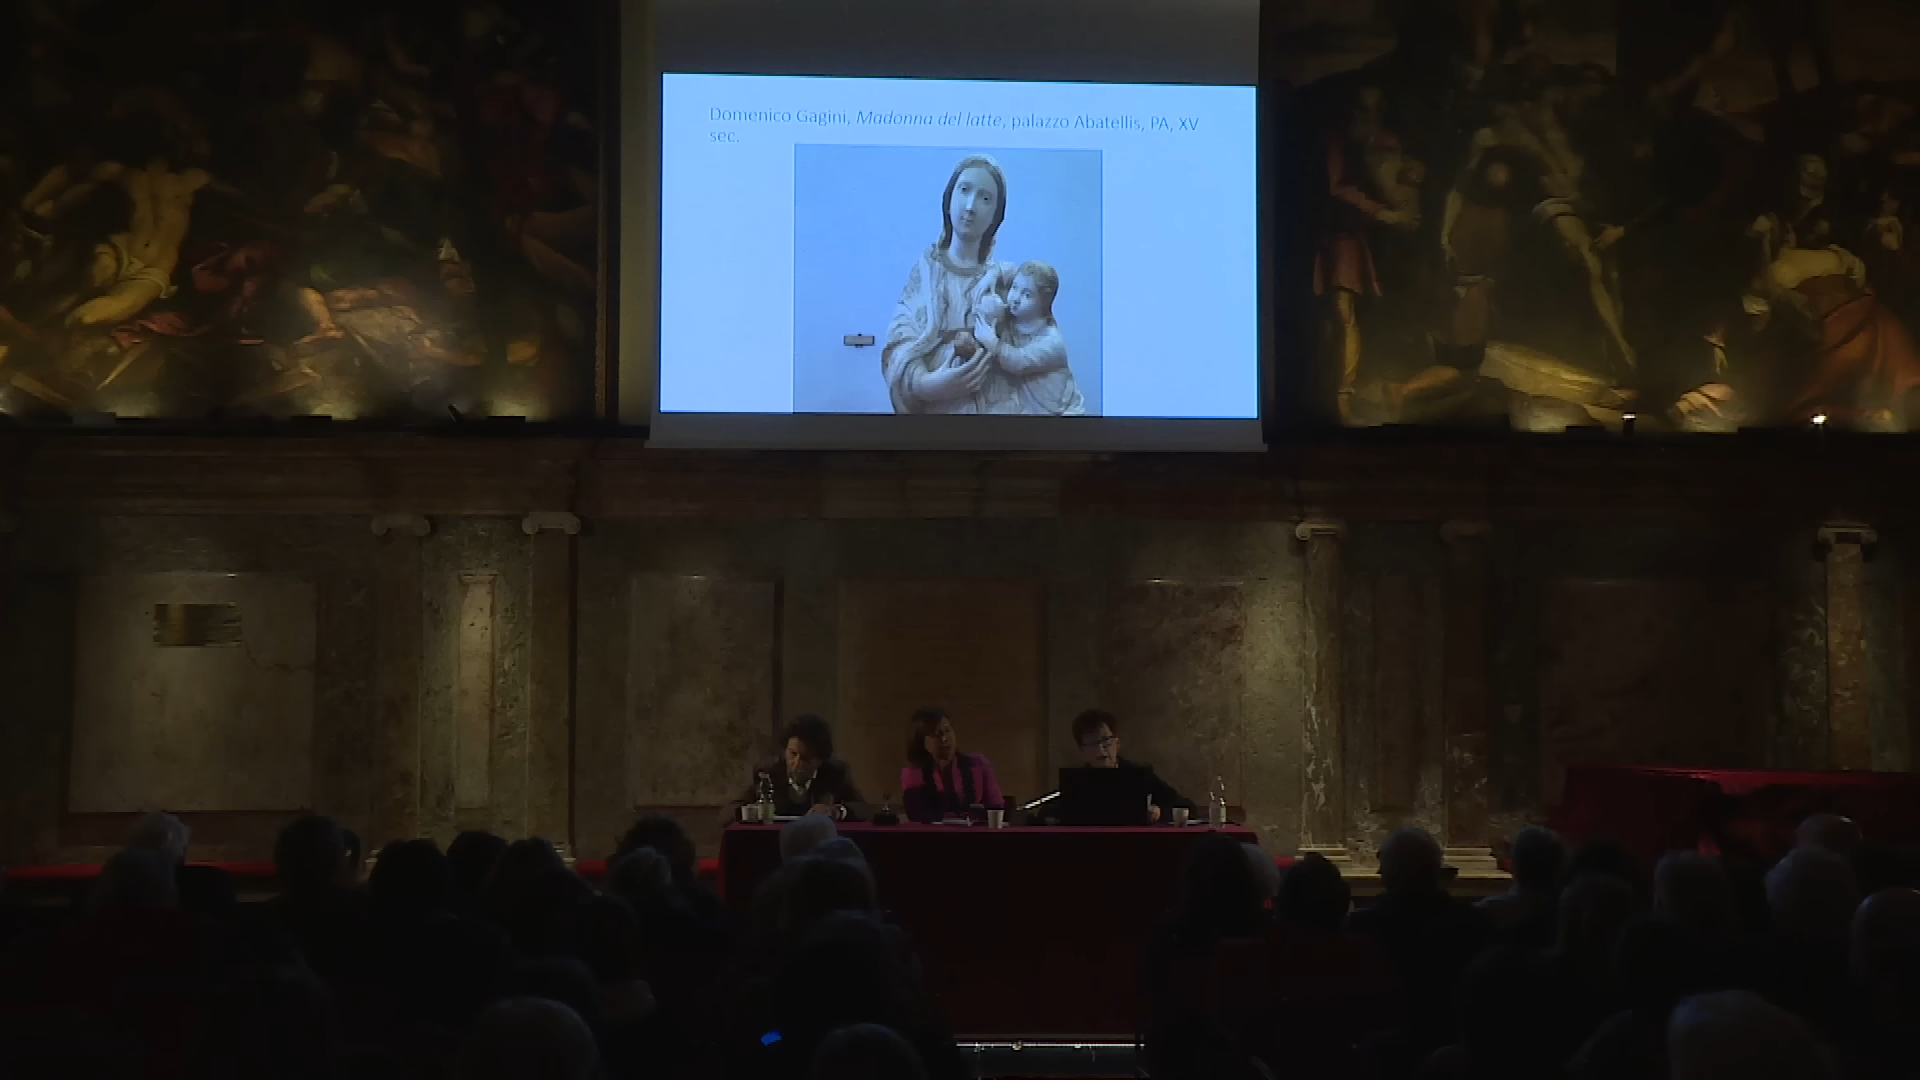 Domenico Gagini, Madonna del latte, palazzo Abatellis, PA, XV
sec.